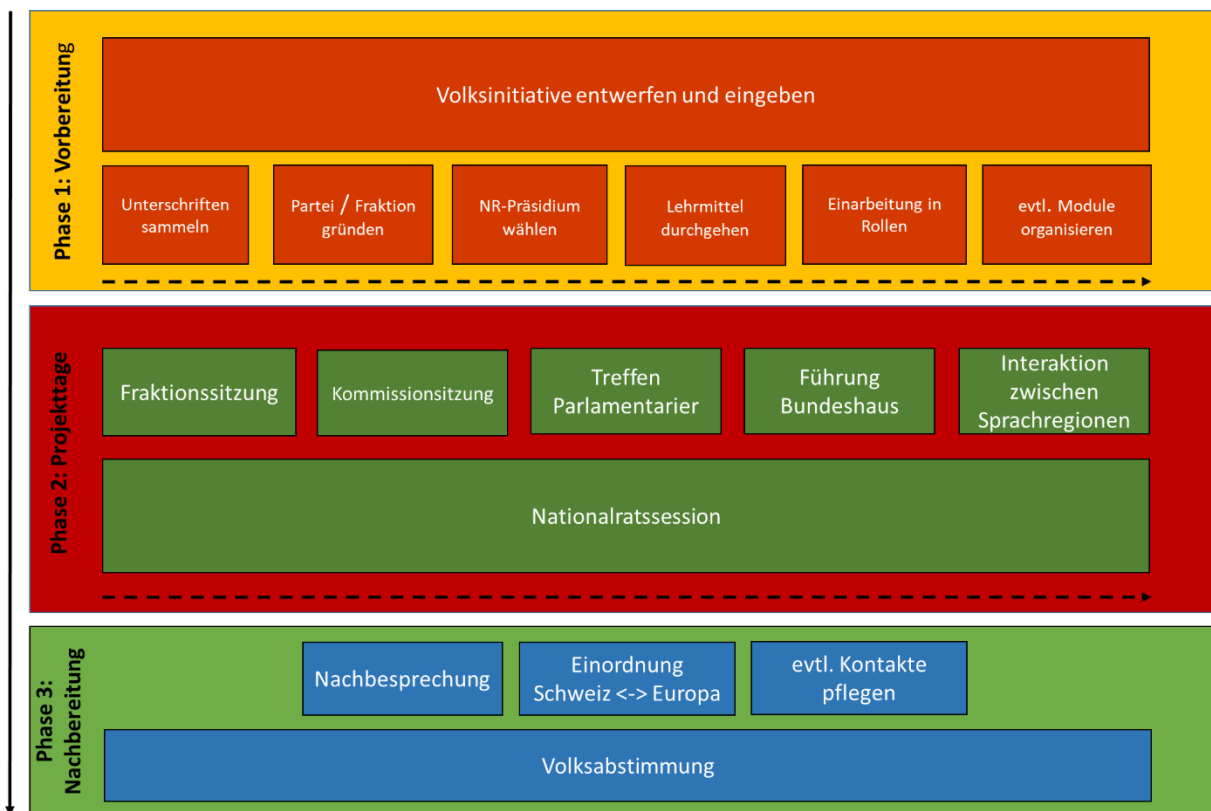 Phase 1: Vorbereitung
Volksinitiative entwerfen und eingeben
Unterschriften
sammeln
Partei / Fraktion
gründen
NR-Präsidium
wählen
Lehrmittel
durchgehen
Einarbeitung in
Rollen
evtl. Module
organisieren
Phase 2: Projekttage
Fraktionssitzung
Kommissionsitzung
Treffen
Parlamentarier
Führung
Bundeshaus
Interaktion
zwischen
Sprachregionen
Nationalratssession
Phase 3:
Nachbereitung
Nachbesprechung
Einordnung
Schweiz <-> Europa
evtl. Kontakte
pflegen
Volksabstimmung